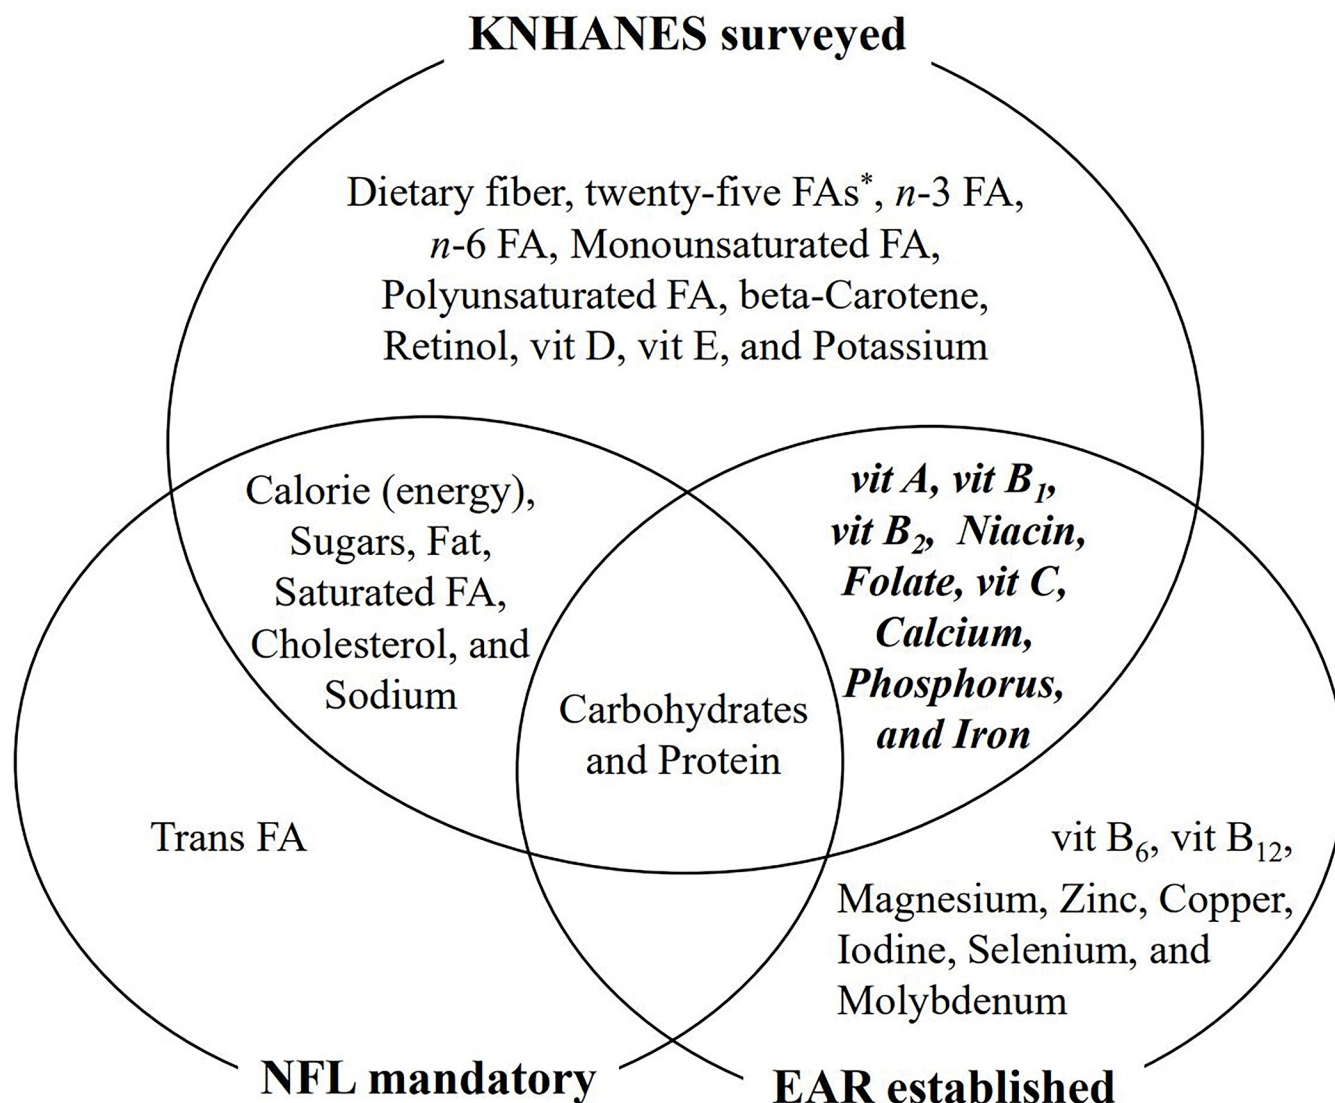 KNHANES surveyed
Dietary fiber, twenty-five FAs*, n-3 FA,
n-6 FA, Monounsaturated FA,
Polyunsaturated FA, beta-Carotene,
Retinol, vit D, vit E, and Potassium
Calorie (energy),
Sugars, Fat,
Saturated FA,
Cholesterol, and
Sodium
vit A, vit B₁,
vit B₂, Niacin,
Folate, vit C,
Calcium,
Phosphorus,
and Iron
Carbohydrates
and Protein
Trans FA
vit B₆, vit B₁₂,
Magnesium, Zinc, Copper,
Iodine, Selenium, and
Molybdenum
NFL mandatory
EAR established